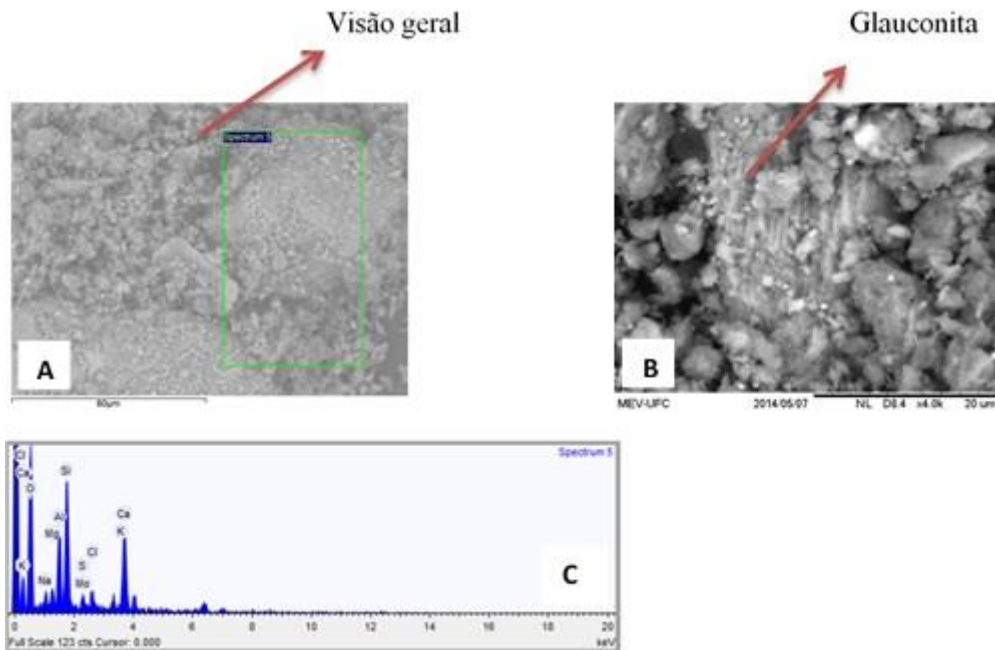 Visão geral
Glauconita
Spectrum 5
A
80µm
B
MEV-UFC 2014/05/07 NL D8.4 x4.0k 20 um
Spectrum 5
Cl
Ca
O
K
Na
Mg
Al
Si
S
Mo
Cl
Ca
K
C
0 2 4 6 8 10 12 14 16 18 20
Full Scale 123 cts Cursor: 0.000 keV